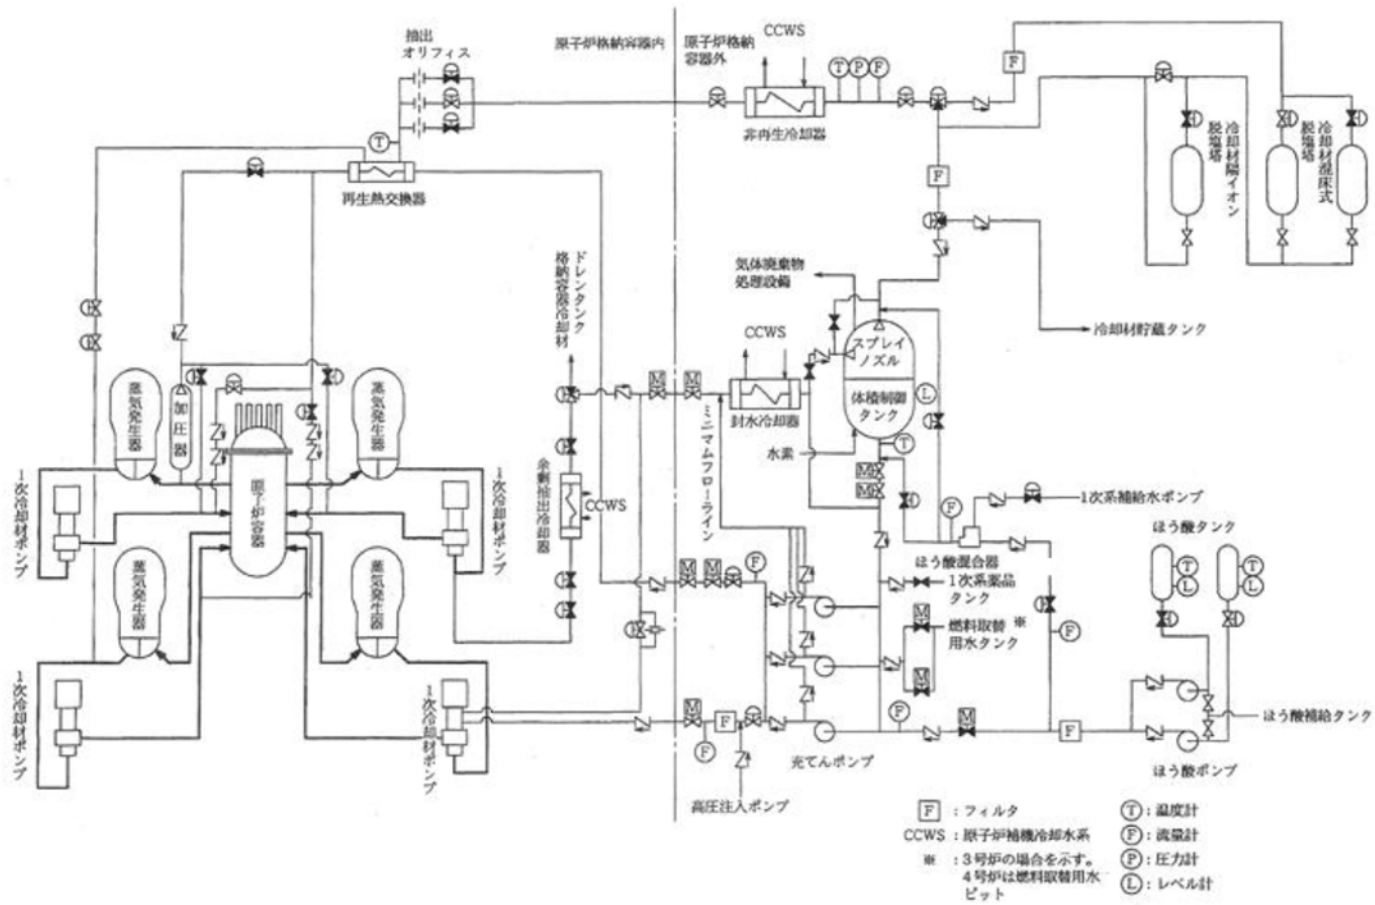 抽出
オリフィス
原子炉格納容器内
原子炉格納
容器外
CCWS
T
P
F
非再生冷却器
F
冷却材陽イオン
脱塩塔
冷却材混床式
脱塩塔
T
再生熱交換器
F
ドレンタンク
格納容器冷却材
気体廃棄物
処理設備
冷却材貯蔵タンク
CCWS
スプレイ
ノズル
体積制御
タンク
L
T
M
M
封水冷却器
水素
ミニマムフローライン
蒸気発生器
加圧器
蒸気発生器
原子炉容器
1次冷却材ポンプ
1次冷却材ポンプ
余剰抽出冷却器
CCWS
M
M
F
1次系補給水ポンプ
ほう酸混合器
ほう酸タンク
T
L
T
L
蒸気発生器
蒸気発生器
M
M
F
1次系薬品
タンク
M
燃料取替 ※
用水タンク
M
F
1次冷却材ポンプ
1次冷却材ポンプ
M
F
F
F
M
F
ほう酸補給タンク
充てんポンプ
ほう酸ポンプ
高圧注入ポンプ
F : フィルタ
CCWS : 原子炉補機冷却水系
※ : 3号炉の場合を示す。
4号炉は燃料取替用水
ピット
T : 温度計
F : 流量計
P : 圧力計
L : レベル計